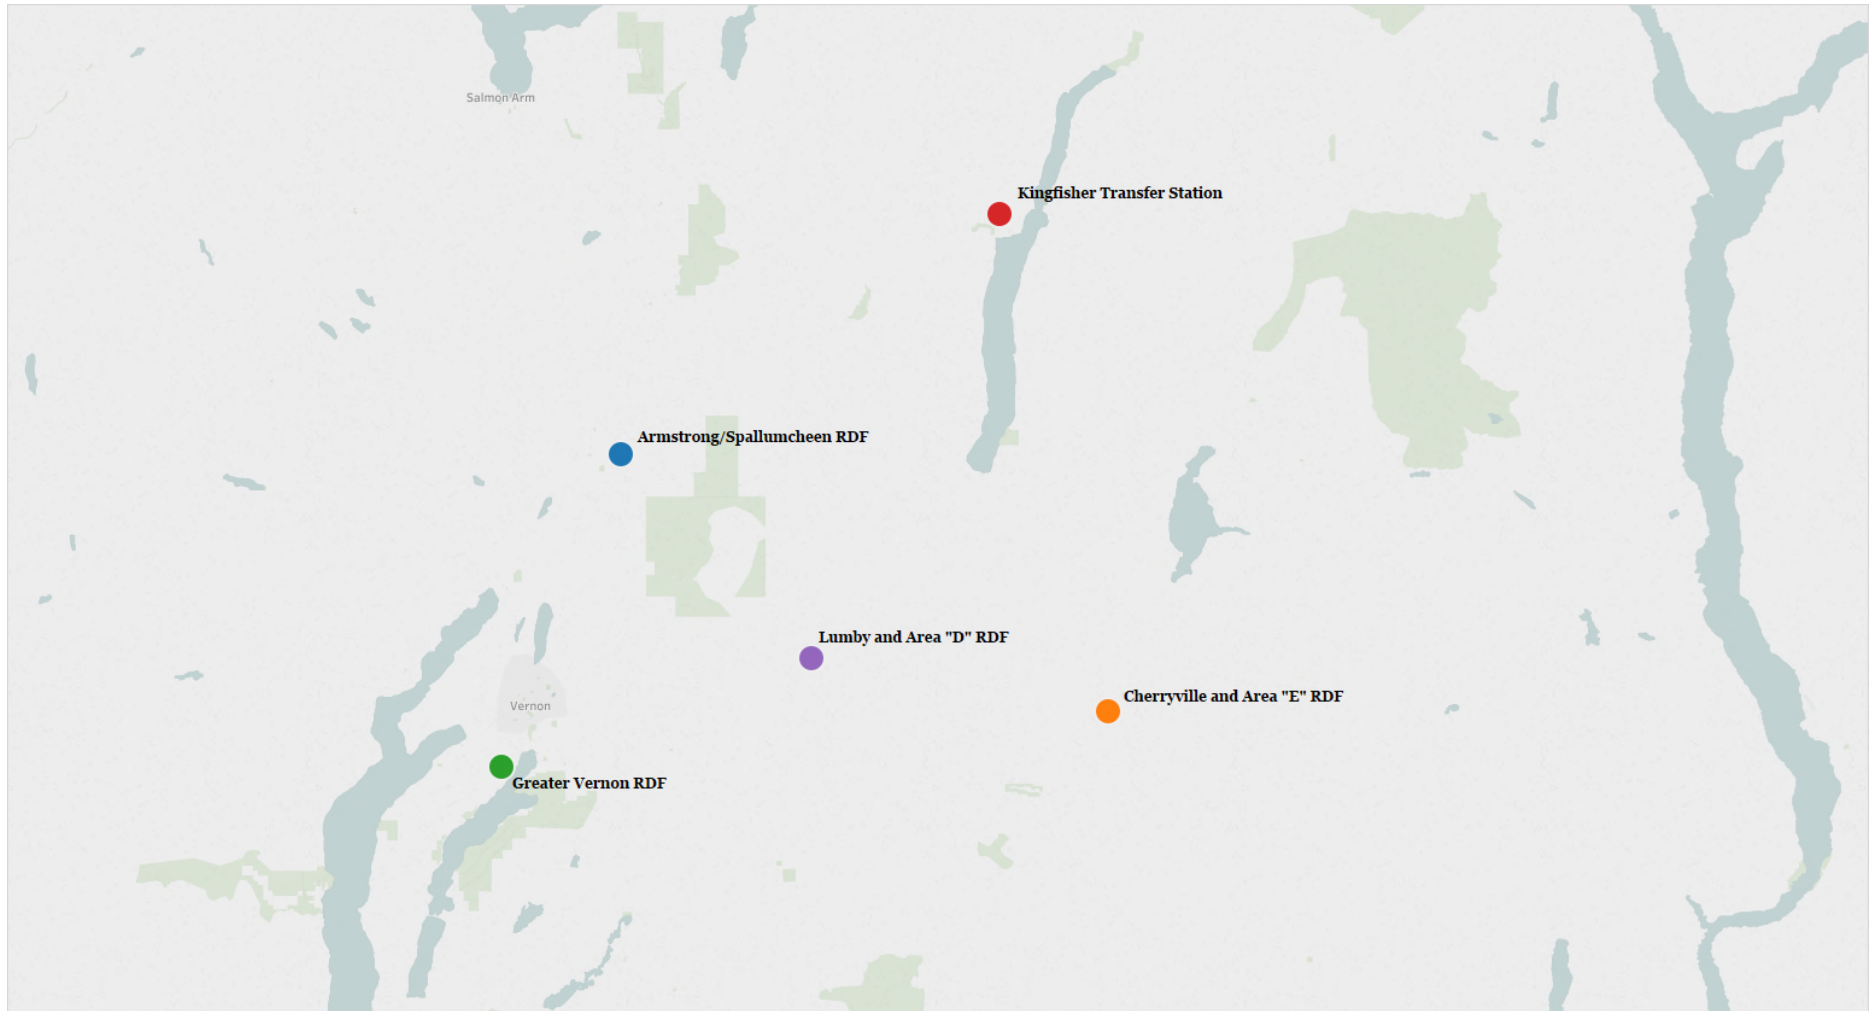 Salmon Arm
Kingfisher Transfer Station
Armstrong/Spallumcheen RDF
Lumby and Area "D" RDF
Cherryville and Area "E" RDF
Vernon
Greater Vernon RDF